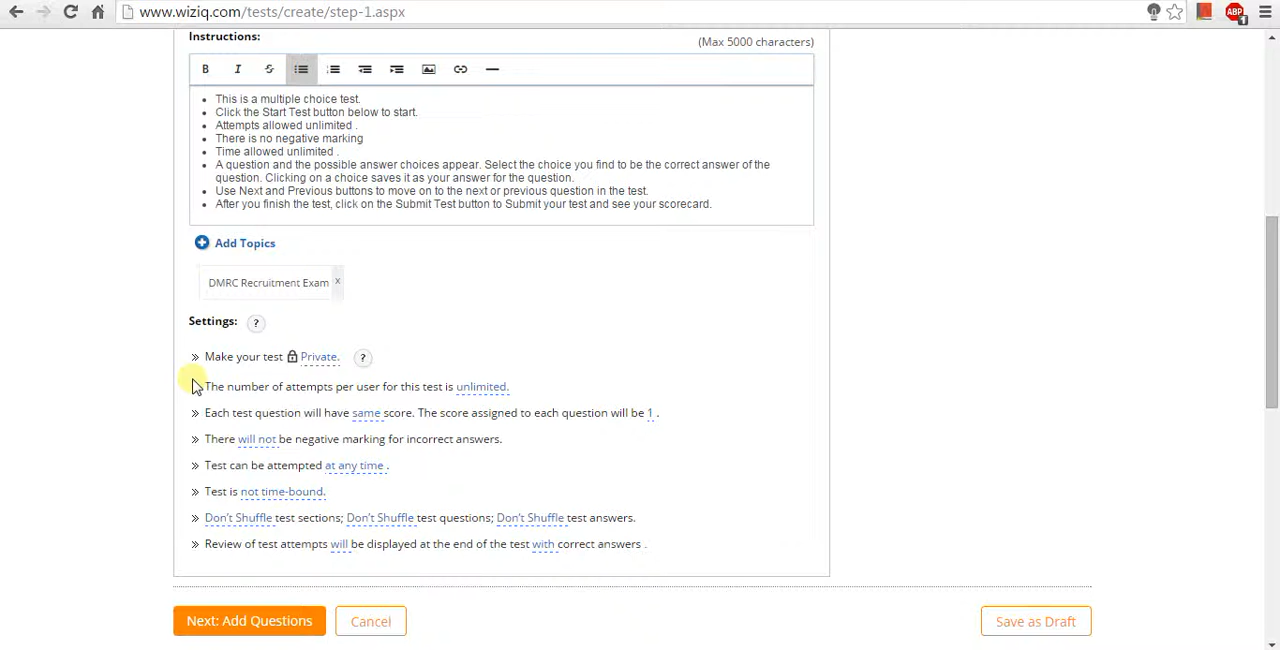 www.wiziq.com/tests/create/step-1.aspx
ABP
1
Instructions:
(Max 5000 characters)
B I S
This is a multiple choice test.
Click the Start Test button below to start.
Attempts allowed unlimited .
There is no negative marking
Time allowed unlimited .
A question and the possible answer choices appear. Select the choice you find to be the correct answer of the
question. Clicking on a choice saves it as your answer for the question.
Use Next and Previous buttons to move on to the next or previous question in the test.
After you finish the test, click on the Submit Test button to Submit your test and see your scorecard.
Add Topics
DMRC Recruitment Exam x
Settings: ?
» Make your test Private. ?
The number of attempts per user for this test is unlimited.
» Each test question will have same score. The score assigned to each question will be 1 .
» There will not be negative marking for incorrect answers.
» Test can be attempted at any time .
» Test is not time-bound.
» Don't Shuffle test sections; Don't Shuffle test questions; Don't Shuffle test answers.
» Review of test attempts will be displayed at the end of the test with correct answers .
Next: Add Questions
Cancel
Save as Draft